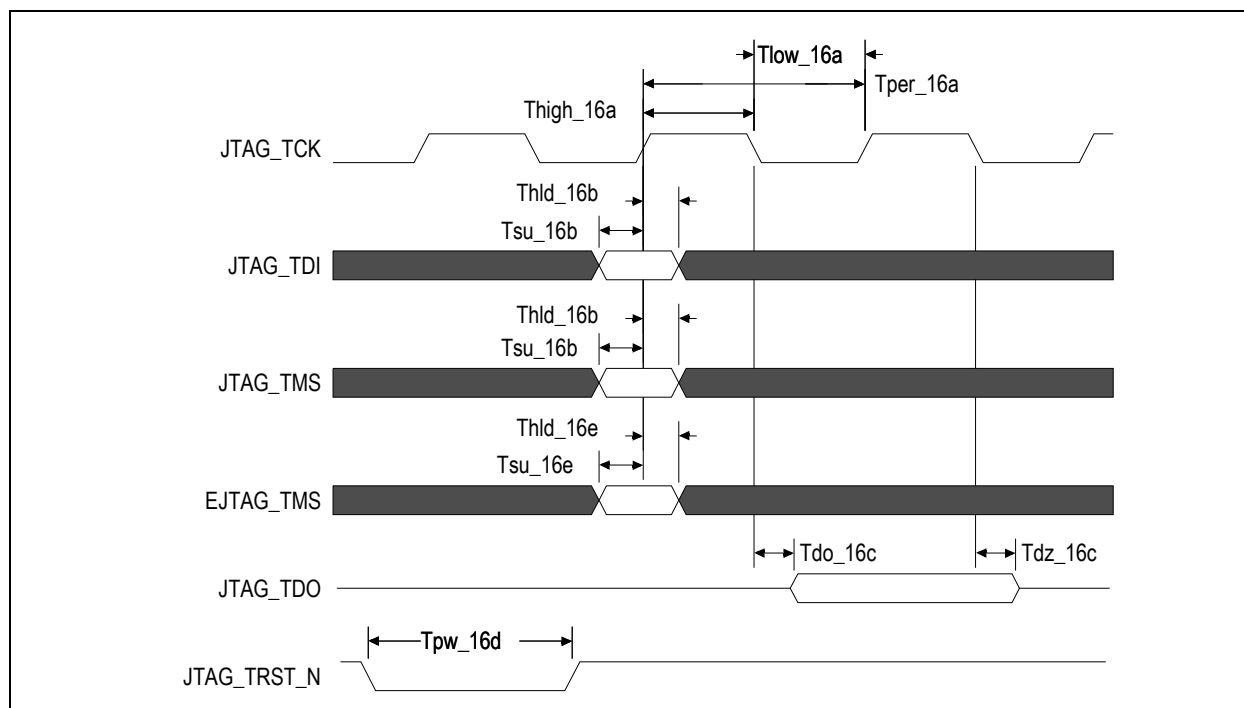 Tlow_16a
Tper_16a
Thigh_16a
JTAG_TCK
Thld_16b
Tsu_16b
JTAG_TDI
Thld_16b
Tsu_16b
JTAG_TMS
Thld_16e
Tsu_16e
EJTAG_TMS
Tdo_16c
Tdz_16c
JTAG_TDO
Tpw_16d
JTAG_TRST_N